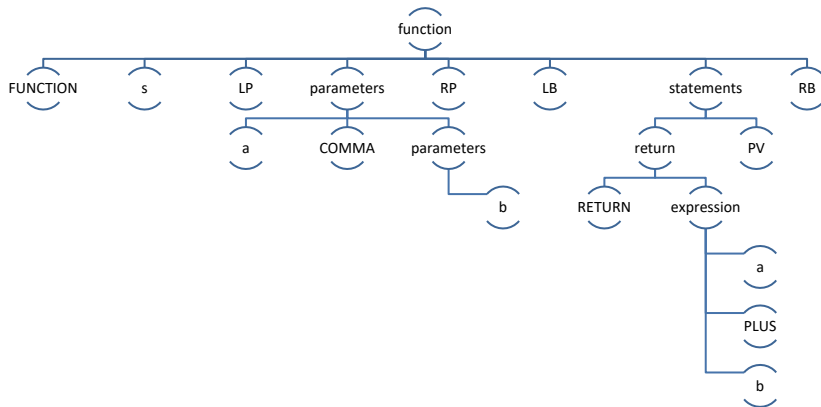 function
FUNCTION s LP parameters RP LB statements RB
a COMMA parameters return PV
b RETURN expression
a
PLUS
b